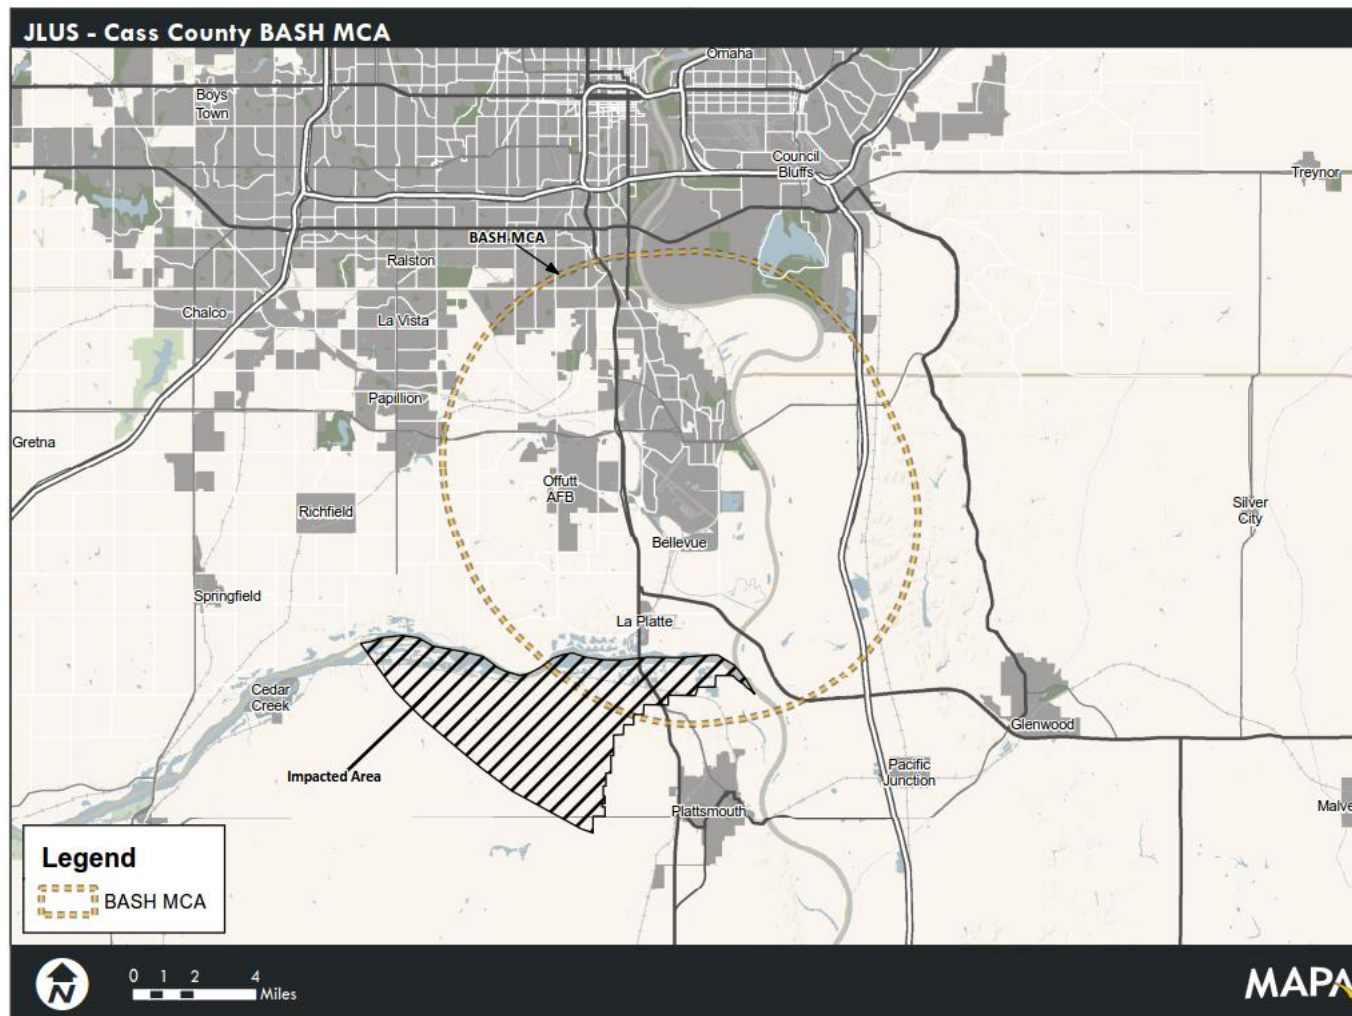 JLUS - Cass County BASH MCA
Omaha
Boys
Town
Council
Bluffs
Treynor
BASH MCA
Ralston
Chalco
La Vista
Papillion
Gretna
Offutt
AFB
Richfield
Silver
City
Bellevue
Springfield
La Platte
Cedar
Creek
Glenwood
Impacted Area
Pacific
Junction
Plattsmouth
Malve
Legend
BASH MCA
N
0 1 2 4
Miles
MAPA